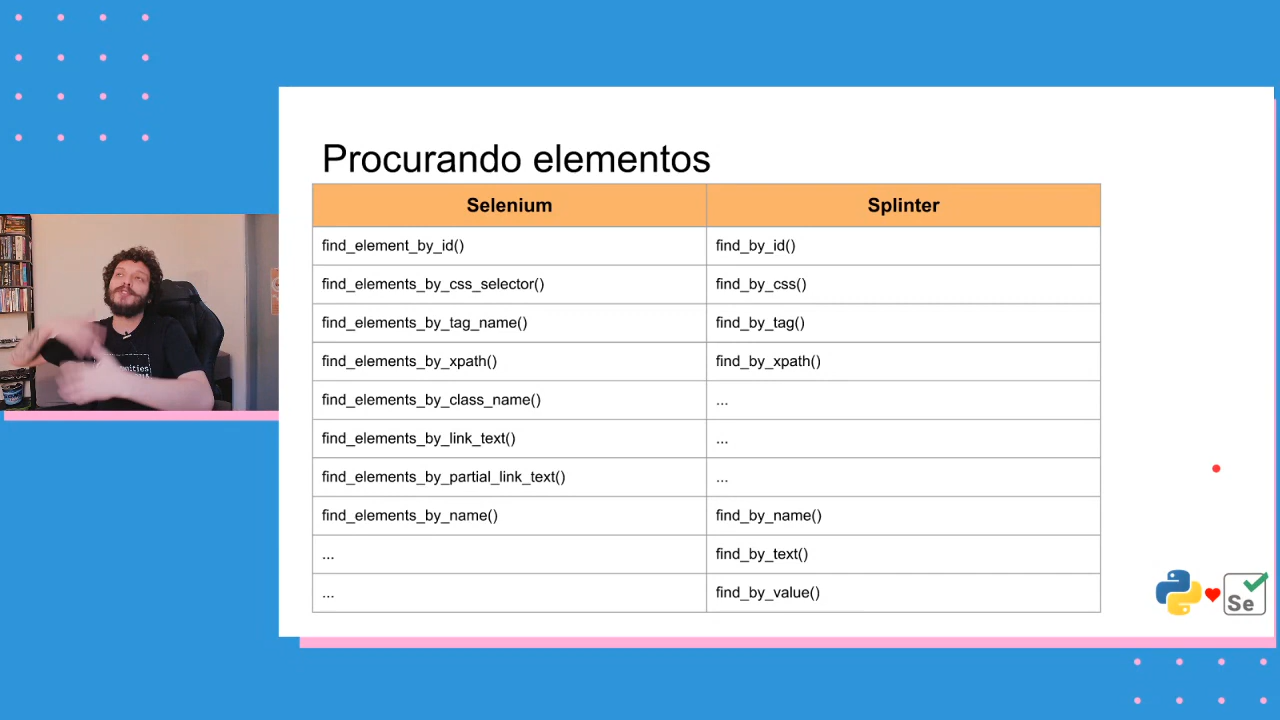 Procurando elementos
Selenium Splinter
find_element_by_id() find_by_id()
find_elements_by_css_selector() find_by_css()
find_elements_by_tag_name() find_by_tag()
find_elements_by_xpath() find_by_xpath()
find_elements_by_class_name() ...
find_elements_by_link_text() ...
find_elements_by_partial_link_text() ...
find_elements_by_name() find_by_name()
... find_by_text()
... find_by_value()
Se